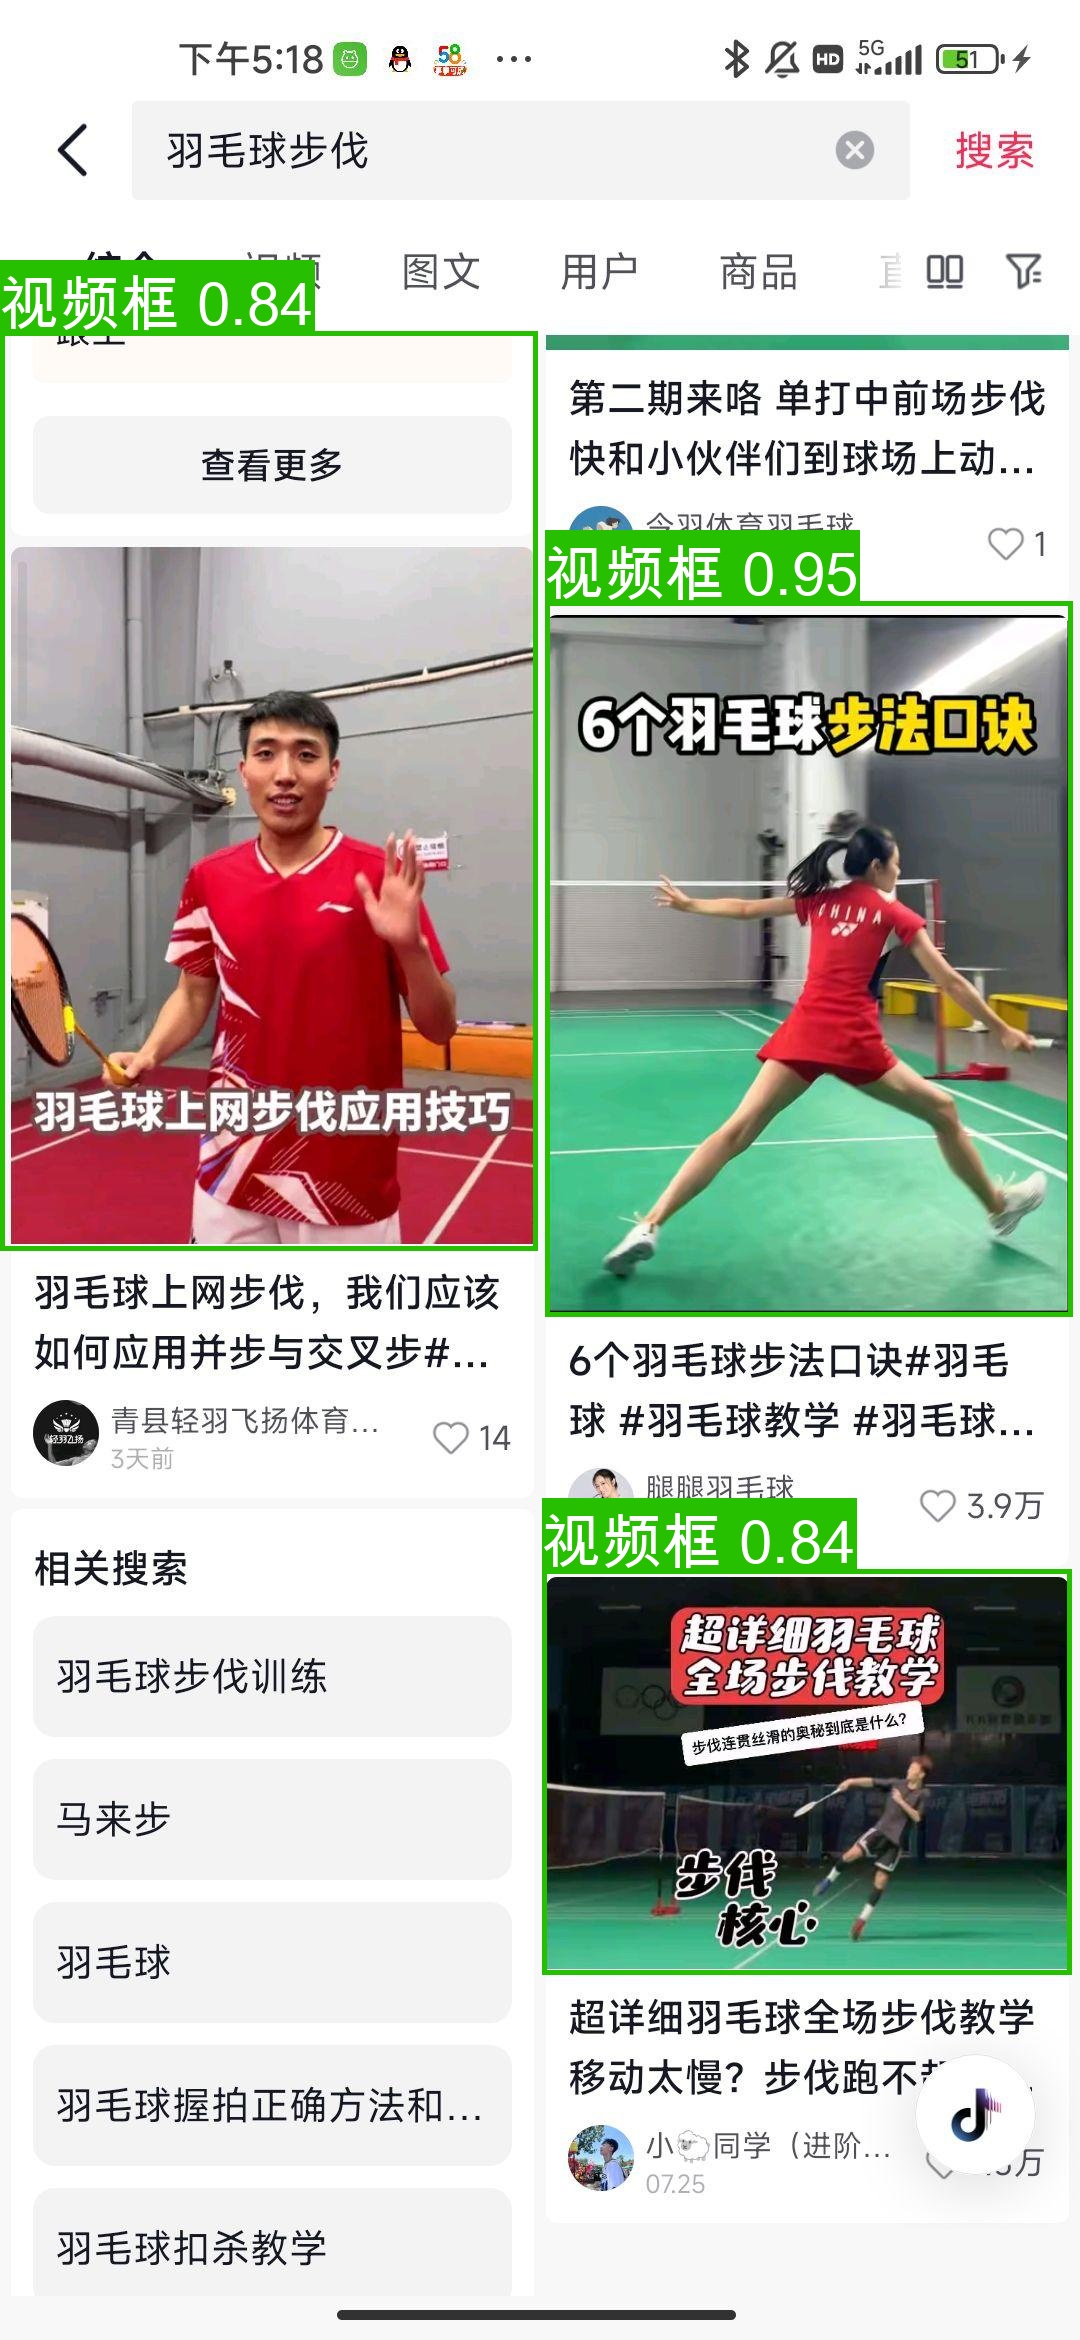 下午5:18
58
HD
5G
51
羽毛球步伐
搜索
综合
视频
图文
用户
商品
直
视频框 0.84
跟上
查看更多
羽毛球上网步伐应用技巧
羽毛球上网步伐，我们应该
如何应用并步与交叉步#...
青县轻羽飞扬体育...
3天前
14
相关搜索
羽毛球步伐训练
马来步
羽毛球
羽毛球握拍正确方法和...
羽毛球扣杀教学
第二期来咯 单打中前场步伐
快和小伙伴们到球场上动...
今羽体育羽毛球
1
视频框 0.95
6个羽毛球步法口诀
CHINA
6个羽毛球步法口诀#羽毛
球 #羽毛球教学 #羽毛球...
腿腿羽毛球
3.9万
视频框 0.84
超详细羽毛球
全场步伐教学
步伐连贯丝滑的奥秘到底是什么?
步伐
核心
超详细羽毛球全场步伐教学
移动太慢？步伐跑不
小🐑同学（进阶...
07.25
万